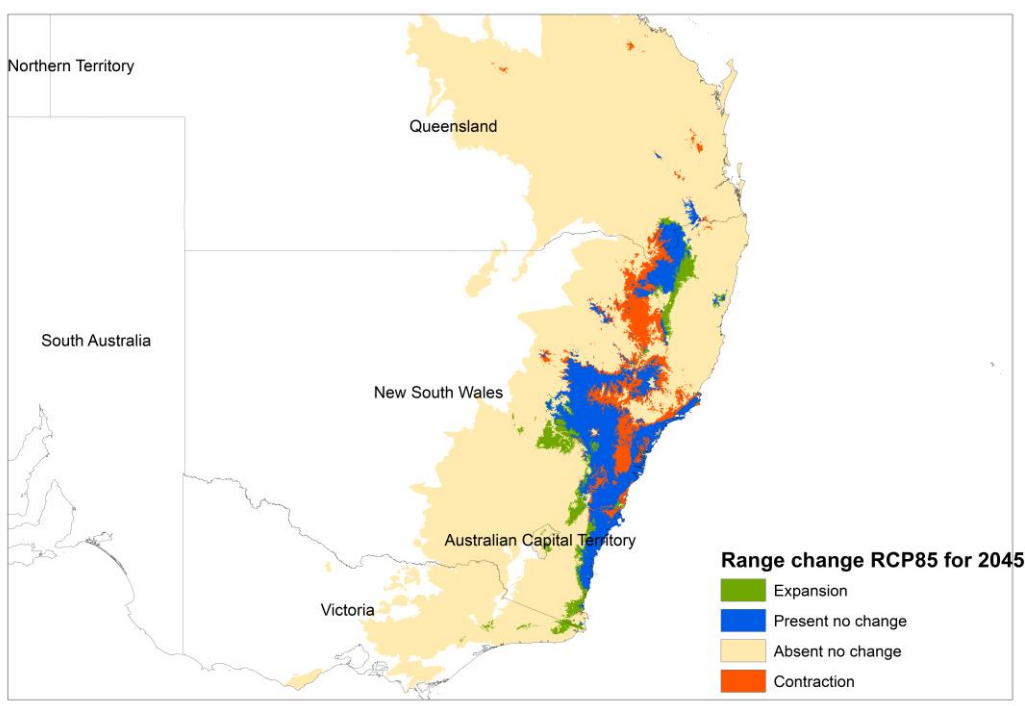 Northern Territory
Queensland
South Australia
New South Wales
Australian Capital Territory
Victoria
Range change RCP85 for 2045
Expansion
Present no change
Absent no change
Contraction